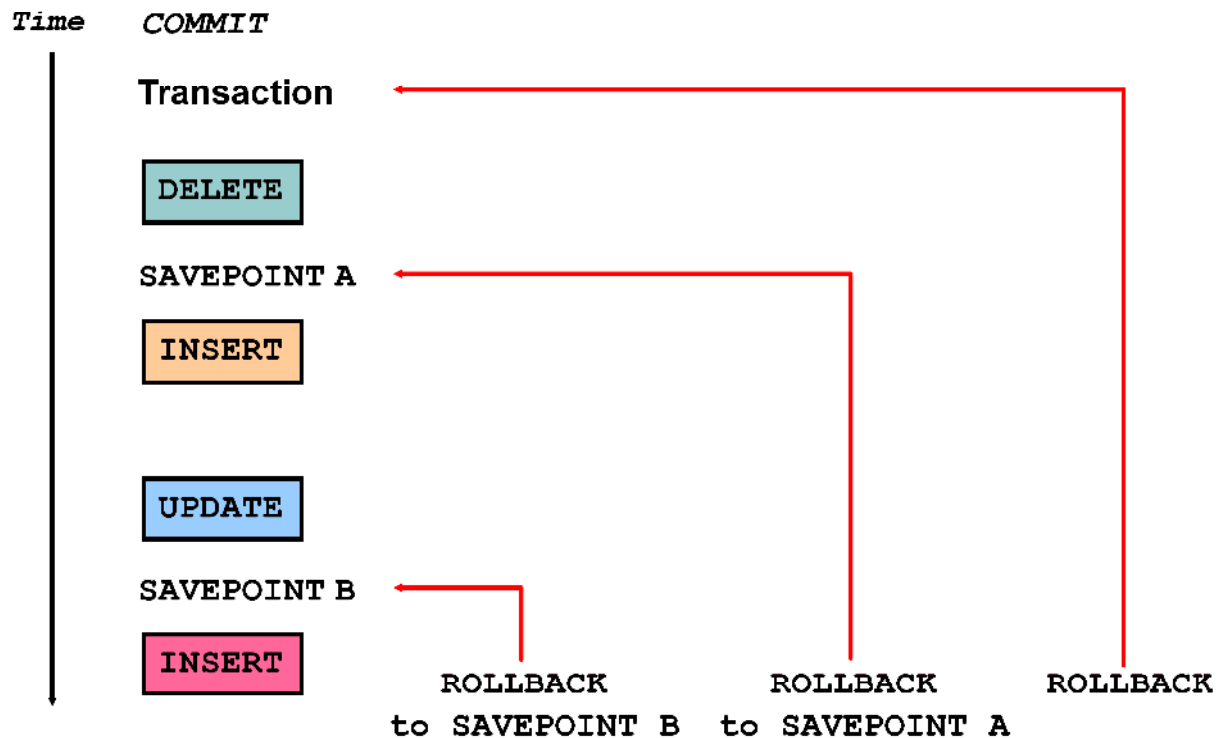 Time COMMIT
Transaction
DELETE
SAVEPOINT A
INSERT
UPDATE
SAVEPOINT B
INSERT
ROLLBACK
to SAVEPOINT B
ROLLBACK
to SAVEPOINT A
ROLLBACK